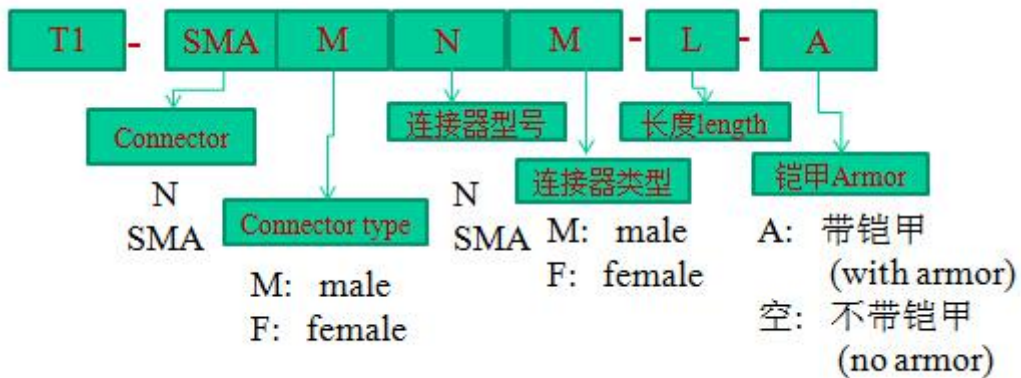 T1 - SMA M N M - L - A
Connector
连接器型号
长度length
N
SMA
Connector type
M: male
F: female
N
SMA
连接器类型
M: male
F: female
铠甲Armor
A: 带铠甲
(with armor)
空: 不带铠甲
(no armor)